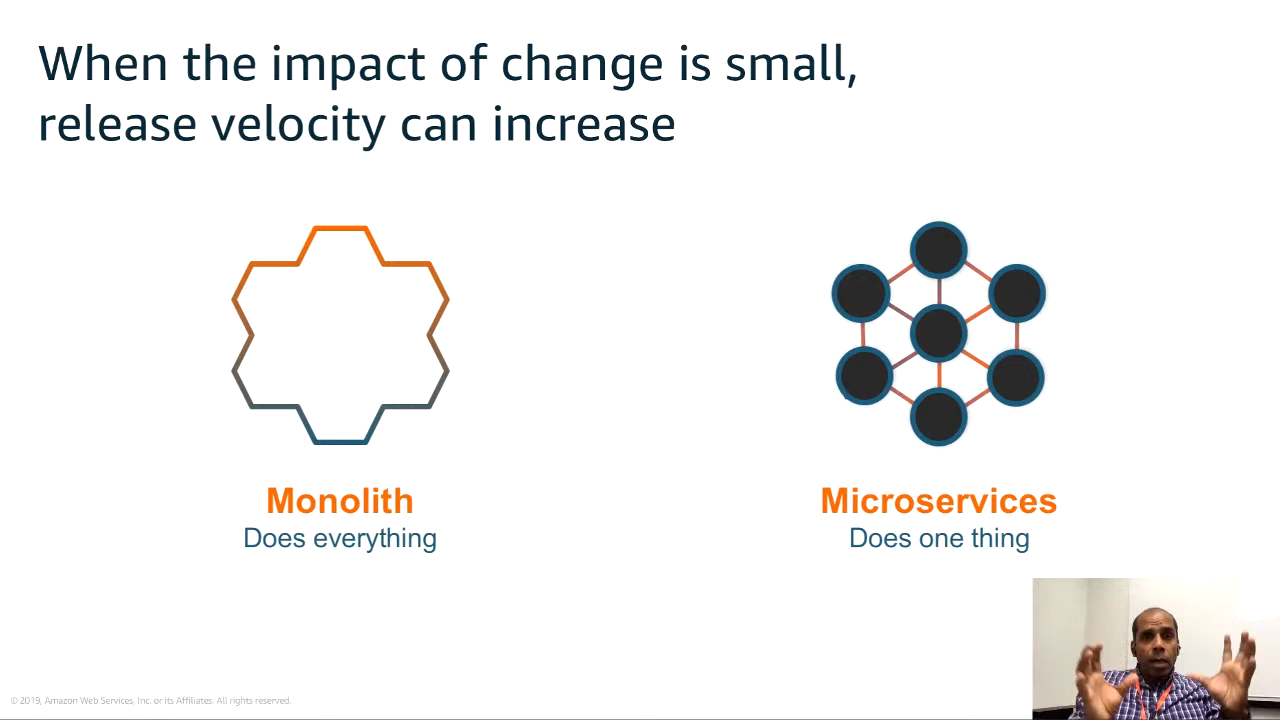 When the impact of change is small,
release velocity can increase
Monolith
Does everything
Microservices
Does one thing
© 2019, Amazon Web Services, Inc. or its Affiliates. All rights reserved.